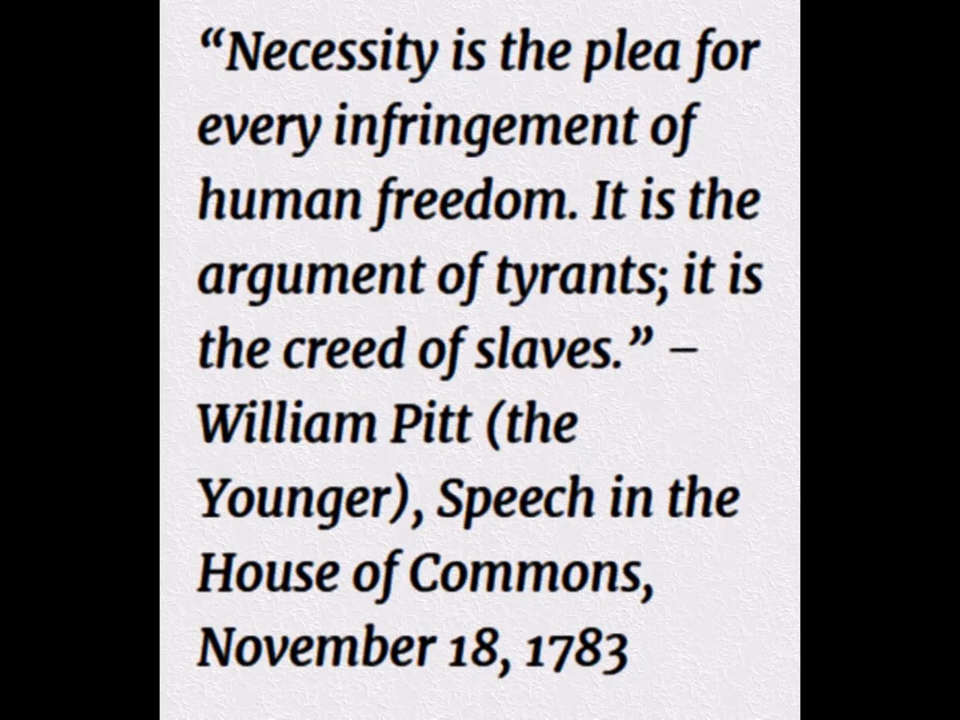 “Necessity is the plea for
every infringement of
human freedom. It is the
argument of tyrants; it is
the creed of slaves.” –
William Pitt (the
Younger), Speech in the
House of Commons,
November 18, 1783